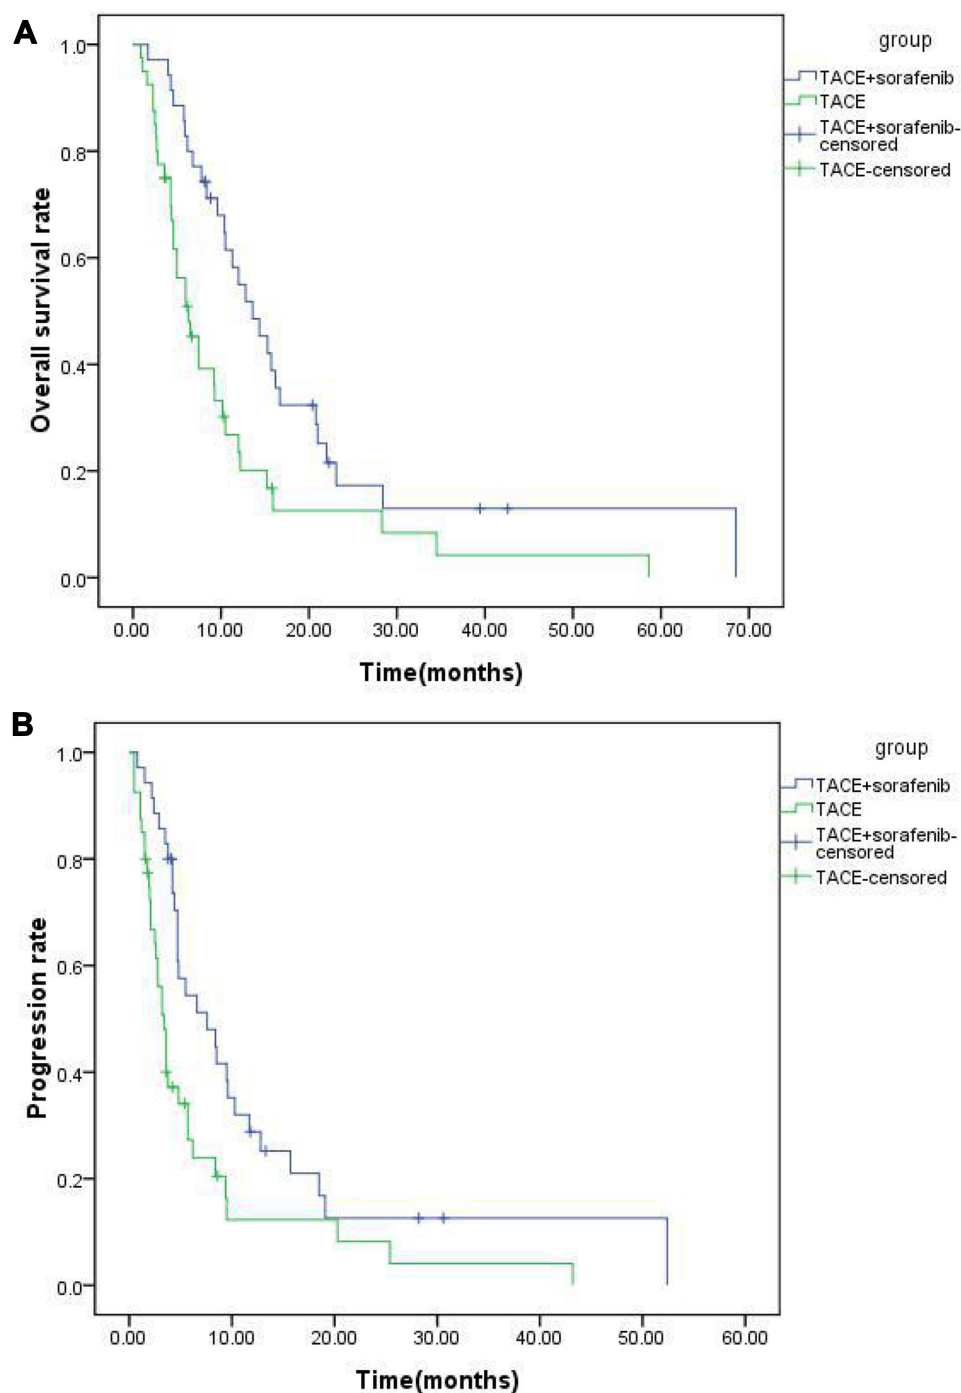 A
group
TACE+sorafenib
TACE
TACE+sorafenib-
censored
TACE-censored
Overall survival rate
1.0
0.8
0.6
0.4
0.2
0.0
0.00 10.00 20.00 30.00 40.00 50.00 60.00 70.00
Time(months)
B
group
TACE+sorafenib
TACE
TACE+sorafenib-
censored
TACE-censored
Progression rate
1.0
0.8
0.6
0.4
0.2
0.0
0.00 10.00 20.00 30.00 40.00 50.00 60.00
Time(months)